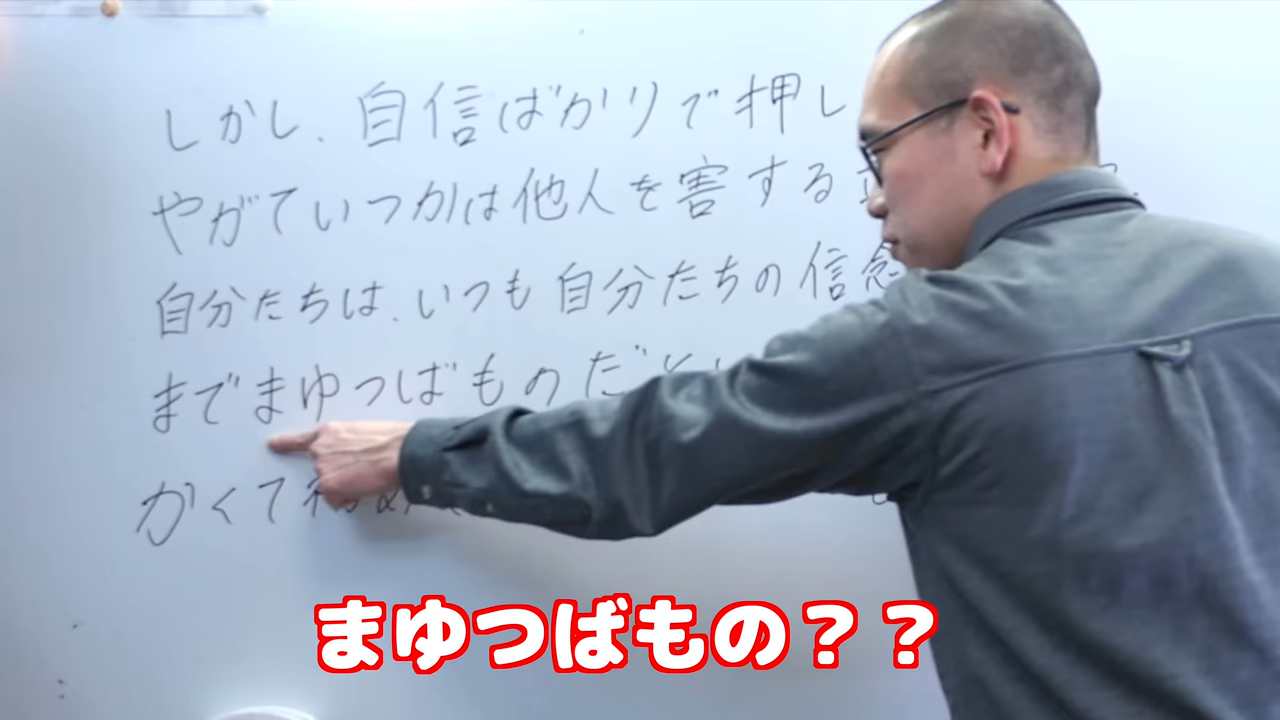 しかし、自信ばかりで押し
やがていつかは他人を害する
自分たちは、いつも自分たちの信念
までまゆつばものだと
かくて
まゆつばもの？？